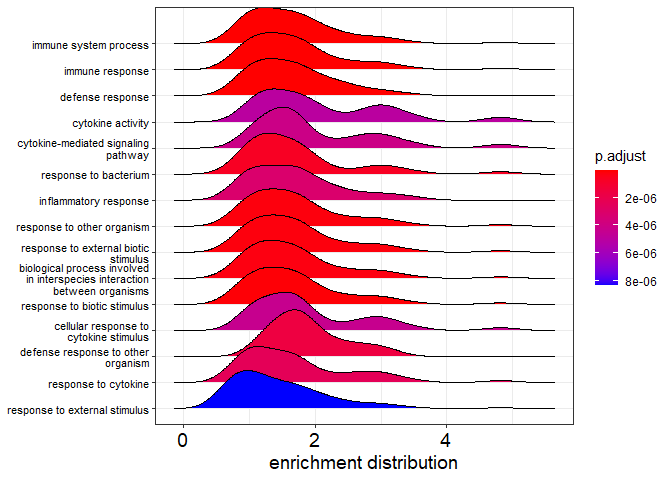 immune system process
immune response
defense response
cytokine activity
cytokine-mediated signaling
pathway
response to bacterium
inflammatory response
response to other organism
response to external biotic
stimulus
biological process involved
in interspecies interaction
between organisms
response to biotic stimulus
cellular response to
cytokine stimulus
defense response to other
organism
response to cytokine
response to external stimulus
0
2
4
enrichment distribution
p.adjust
2e-06
4e-06
6e-06
8e-06